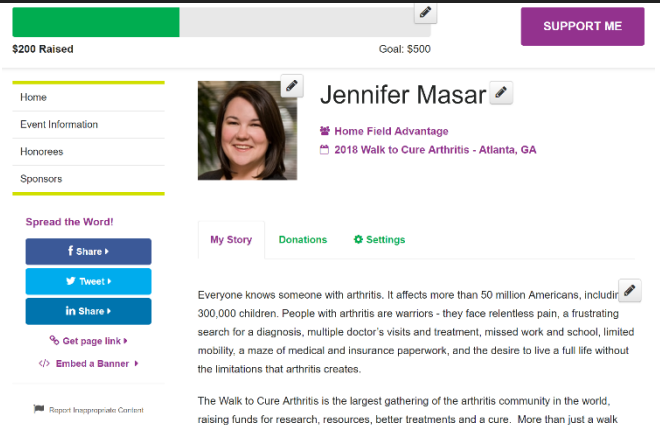 $200 Raised
Goal: $500
SUPPORT ME
Home
Event Information
Honorees
Sponsors
Spread the Word!
Share
Tweet
Share
Get page link
Embed a Banner
Report Inappropriate Content
Jennifer Masar
Home Field Advantage
2018 Walk to Cure Arthritis - Atlanta, GA
My Story
Donations
Settings
Everyone knows someone with arthritis. It affects more than 50 million Americans,
300,000 children. People with arthritis are warriors - they face relentless pain, a frustrating
search for a diagnosis, multiple doctor's visits and treatment, missed work and school, limited
mobility, a maze of medical and insurance paperwork, and the desire to live a full life without
the limitations that arthritis creates.
The Walk to Cure Arthritis is the largest gathering of the arthritis community in the world,
raising funds for research, resources, better treatments and a cure. More than just a walk